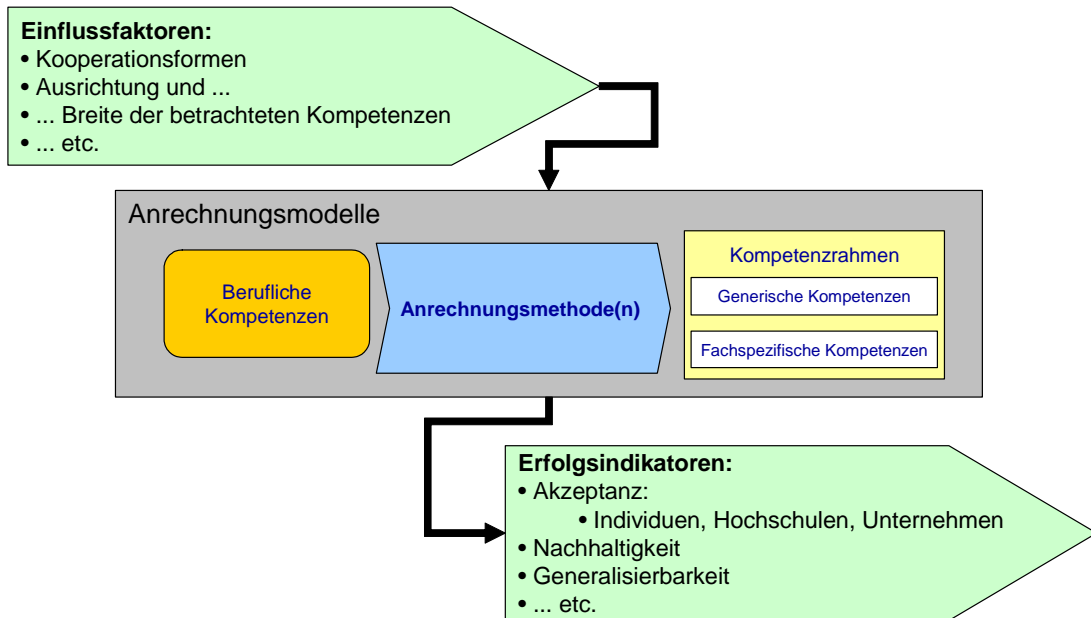 Einflussfaktoren:
• Kooperationsformen
• Ausrichtung und ...
• ... Breite der betrachteten Kompetenzen
• ... etc.
Anrechnungsmodelle
Berufliche
Kompetenzen
Anrechnungsmethode(n)
Kompetenzrahmen
Generische Kompetenzen
Fachspezifische Kompetenzen
Erfolgsindikatoren:
• Akzeptanz:
• Individuen, Hochschulen, Unternehmen
• Nachhaltigkeit
• Generalisierbarkeit
• ... etc.